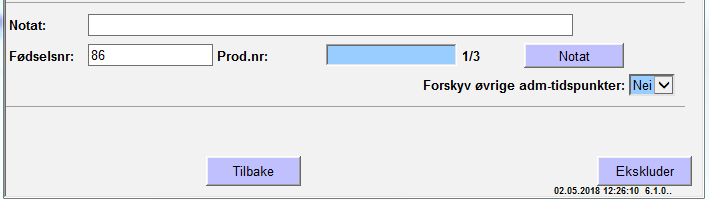 Notat:
Fødselsnr: 86 Prod.nr: 1/3 Notat
Forskyv øvrige adm-tidspunkter: Nei
Tilbake Ekskluder
02.05.2018 12:26:10 6.1.0..